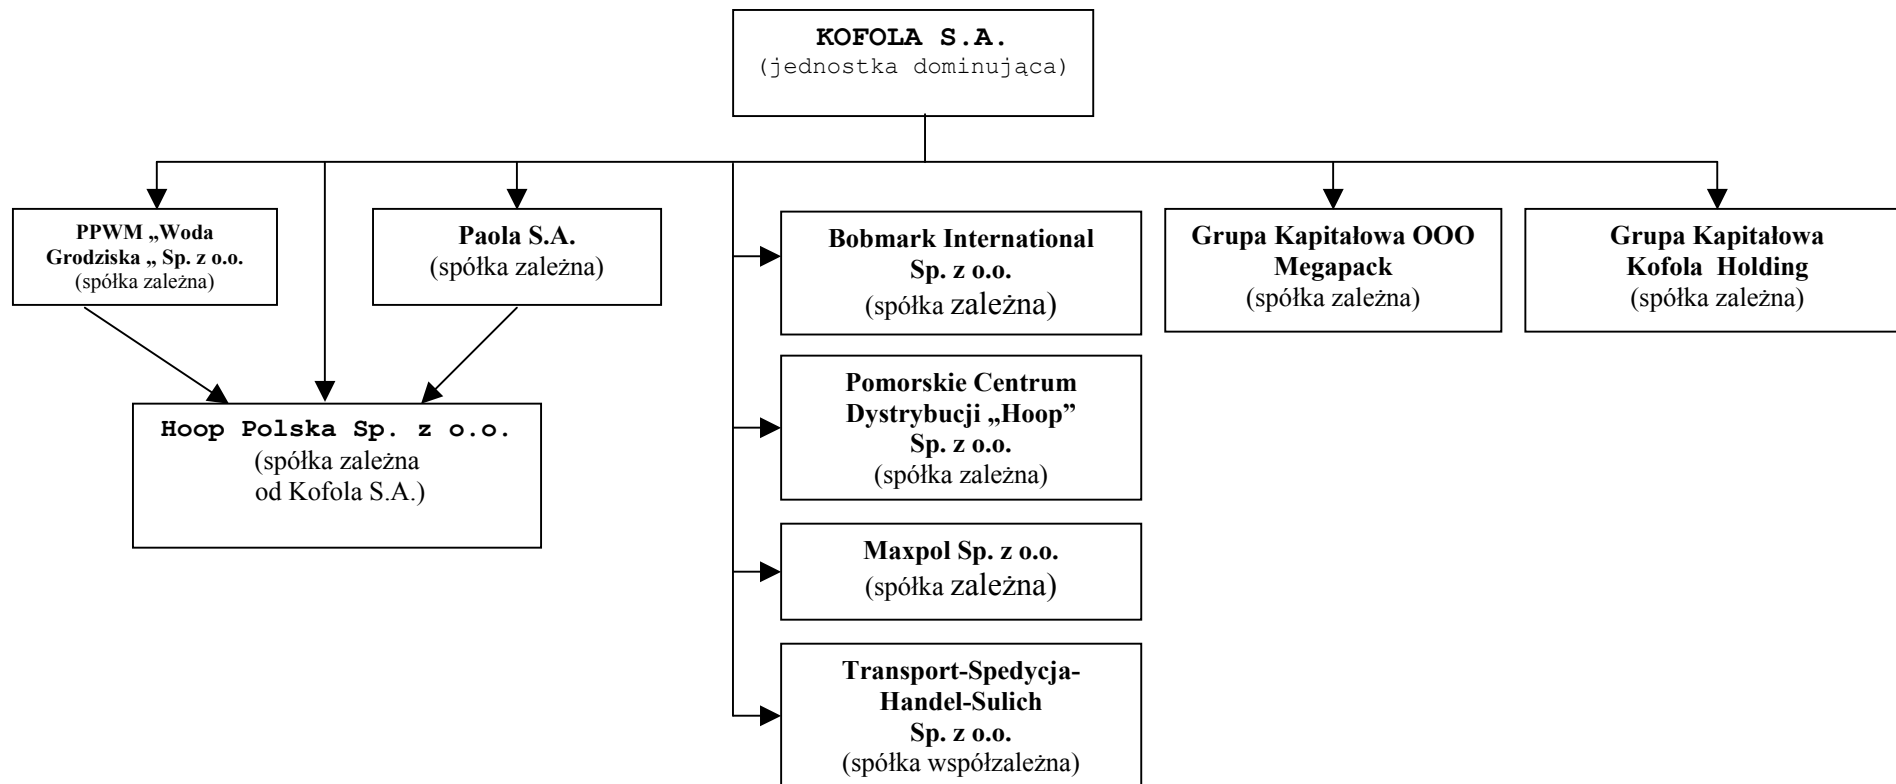 KOFOLA S.A.
(jednostka dominująca)
PPWM „Woda
Grodziska „ Sp. z o.o.
(spółka zależna)
Paola S.A.
(spółka zależna)
Bobmark International
Sp. z o.o.
(spółka zależna)
Grupa Kapitałowa OOO
Megapack
(spółka zależna)
Grupa Kapitałowa
Kofola Holding
(spółka zależna)
Hoop Polska Sp. z o.o.
(spółka zależna
od Kofola S.A.)
Pomorskie Centrum
Dystrybucji „Hoop”
Sp. z o.o.
(spółka zależna)
Maxpol Sp. z o.o.
(spółka zależna)
Transport-Spedycja-
Handel-Sulich
Sp. z o.o.
(spółka współzależna)